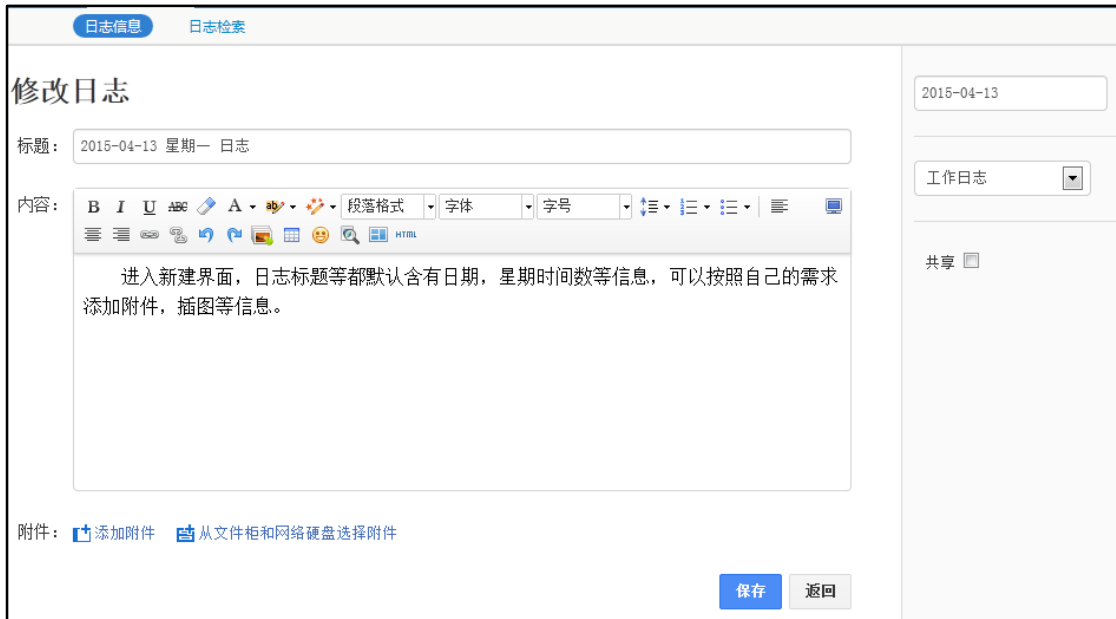 日志信息 日志检索
修改日志
2015-04-13
标题： 2015-04-13 星期一 日志
工作日志
内容： B I U ABC A ab 段落格式 字体 字号
HTML
共享
进入新建界面，日志标题等都默认含有日期，星期时间数等信息，可以按照自己的需求
添加附件，插图等信息。
附件： 添加附件 从文件柜和网络硬盘选择附件
保存 返回